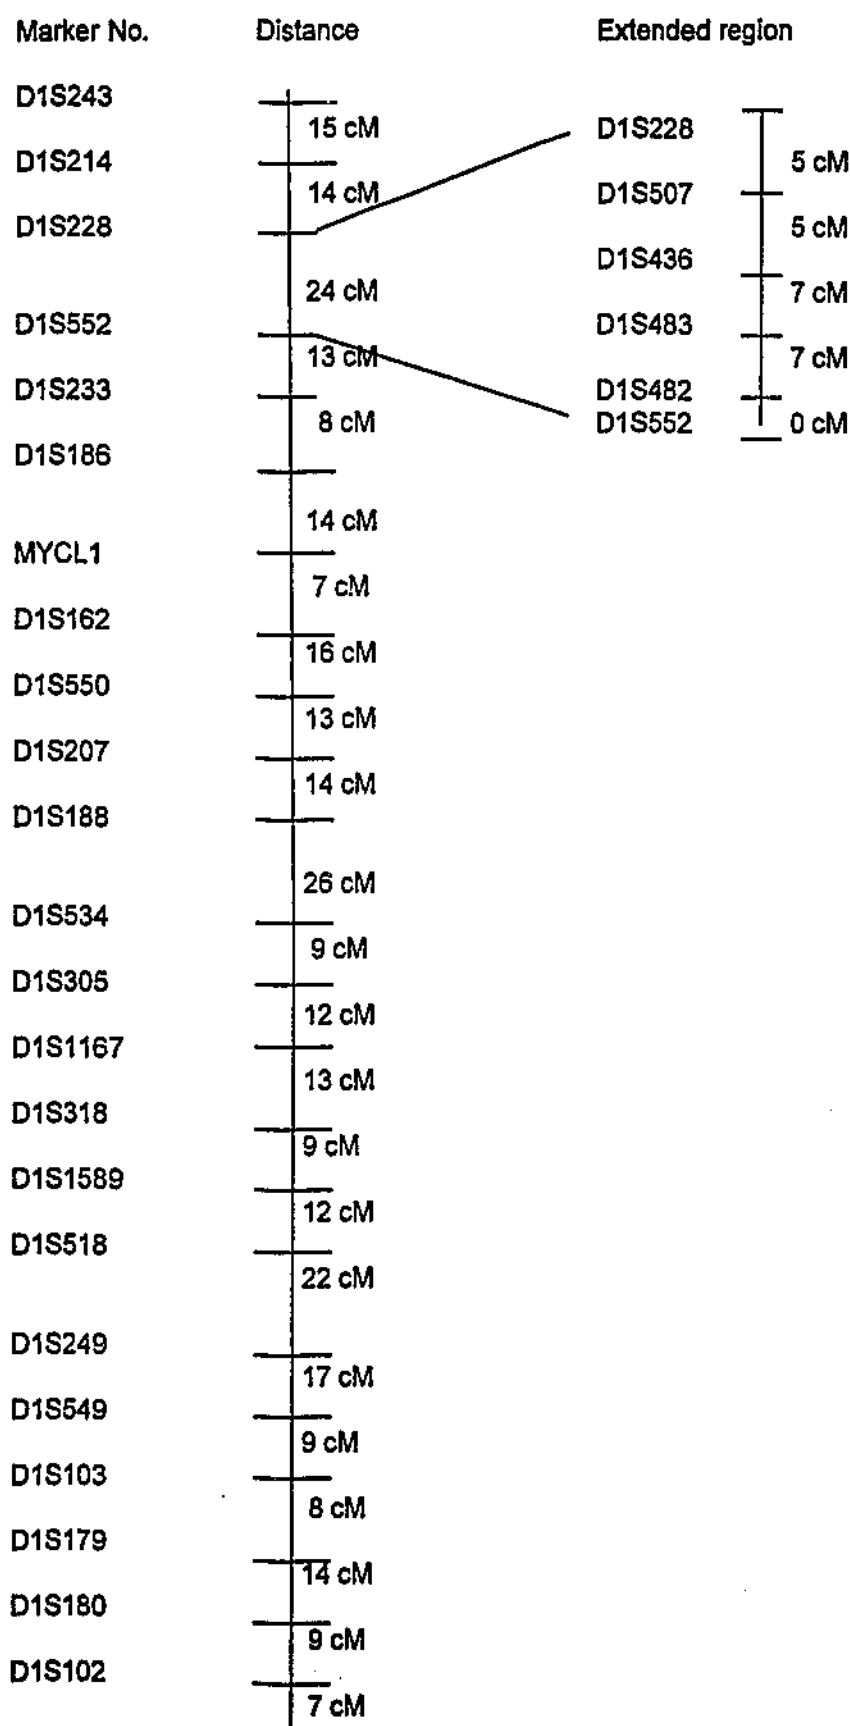 Marker No. Distance Extended region
D1S243
15 cM
D1S228
D1S214
5 cM
14 cM
D1S507
D1S228
5 cM
D1S436
24 cM
7 cM
D1S552
D1S483
13 cM
7 cM
D1S233
D1S482
8 cM
D1S552
0 cM
D1S186
14 cM
MYCL1
7 cM
D1S162
16 cM
D1S550
13 cM
D1S207
14 cM
D1S188
26 cM
D1S534
9 cM
D1S305
12 cM
D1S1167
13 cM
D1S318
9 cM
D1S1589
12 cM
D1S518
22 cM
D1S249
17 cM
D1S549
9 cM
D1S103
8 cM
D1S179
14 cM
D1S180
9 cM
D1S102
7 cM